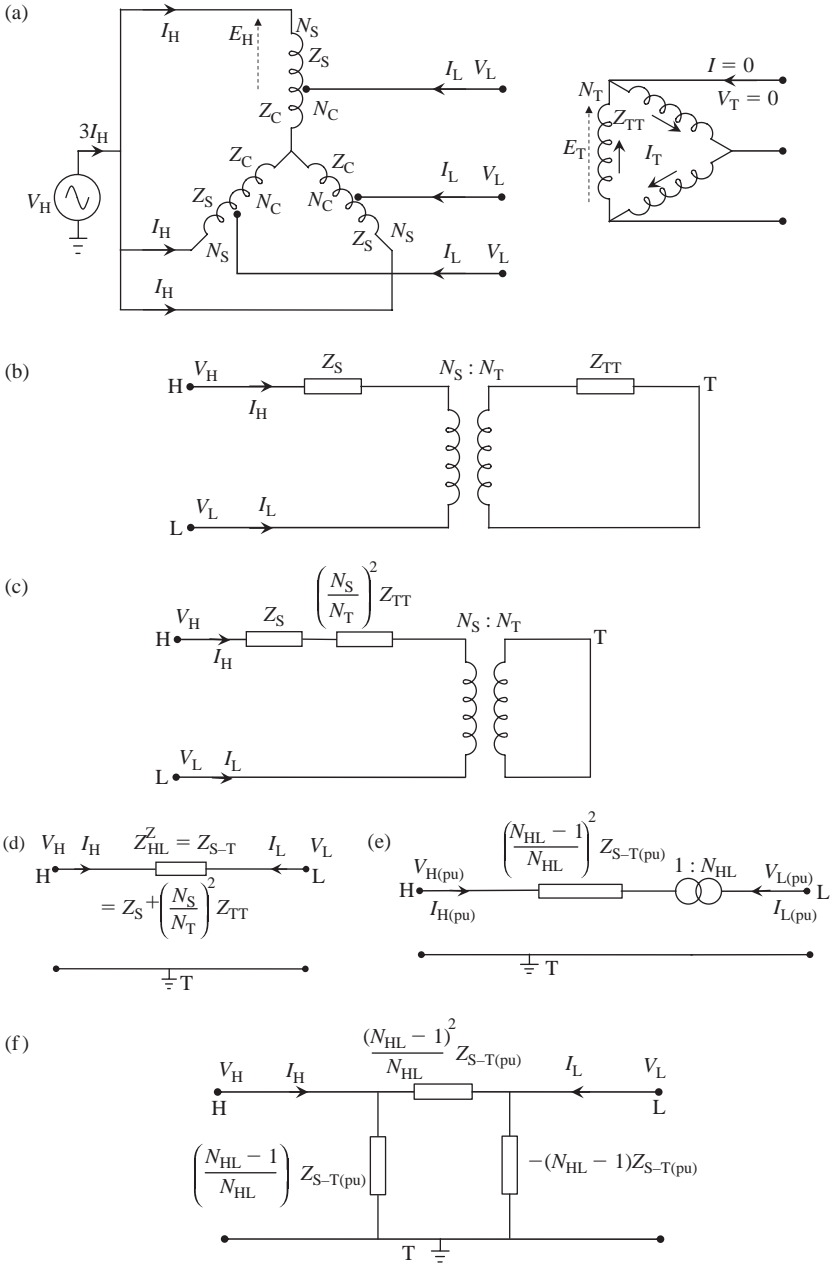 (a)
I_H
E_H
N_S
Z_S
I_L V_L
N_C
Z_C
3I_H
V_H
Z_C Z_C
Z_S
N_C N_C
I_L V_L
I_H
N_S
Z_S N_S
I_L V_L
I_H
I = 0
V_T = 0
N_T
Z_TT
E_T
I_T
(b)
H V_H
I_H
Z_S
N_S : N_T
Z_TT
T
L V_L I_L
(c)
H V_H
I_H
Z_S
(N_S/N_T)^2 Z_TT
N_S : N_T
T
L V_L I_L
(d)
V_H I_H
Z^Z_HL = Z_S–T
I_L V_L
H L
= Z_S + (N_S/N_T)^2 Z_TT
T
(e)
((N_HL − 1)/N_HL)^2 Z_S–T(pu)
V_H(pu)
1 : N_HL
V_L(pu)
H L
I_H(pu) I_L(pu)
T
(f)
(N_HL − 1)^2/N_HL Z_S–T(pu)
V_H I_H I_L V_L
H L
((N_HL − 1)/N_HL) Z_S–T(pu)
−(N_HL − 1)Z_S–T(pu)
T